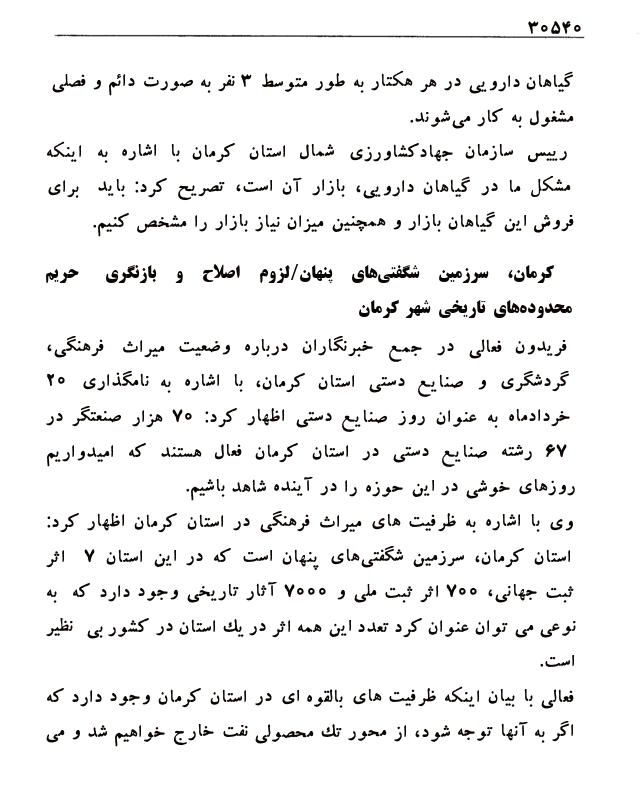 ۳۰۵۴۰
گیاهان دارویی در هر هکتار به طور متوسط ۳ نفر به صورت دائم و فصلی
مشغول به کار می‌شوند.
رییس سازمان جهادکشاورزی شمال استان کرمان با اشاره به اینکه
مشکل ما در گیاهان دارویی، بازار آن است، تصریح کرد: باید برای
فروش این گیاهان بازار و همچنین میزان نیاز بازار را مشخص کنیم.
کرمان، سرزمین شگفتی‌های پنهان/لزوم اصلاح و بازنگری حریم
محدوده‌های تاریخی شهر کرمان
فریدون فعالی در جمع خبرنگاران درباره وضعیت میراث فرهنگی،
گردشگری و صنایع دستی استان کرمان، با اشاره به نامگذاری ۲۰
خردادماه به عنوان روز صنایع دستی اظهار کرد: ۷۰ هزار صنعتگر در
۶۷ رشته صنایع دستی در استان کرمان فعال هستند که امیدواریم
روزهای خوشی در این حوزه را در آینده شاهد باشیم.
وی با اشاره به ظرفیت های میراث فرهنگی در استان کرمان اظهار کرد:
استان کرمان، سرزمین شگفتی‌های پنهان است که در این استان ۷ اثر
ثبت جهانی، ۷۰۰ اثر ثبت ملی و ۷۰۰۰ آثار تاریخی وجود دارد که به
نوعی می توان عنوان کرد تعدد این همه اثر در یك استان در کشور بی نظیر
است.
فعالی با بیان اینکه ظرفیت های بالقوه ای در استان کرمان وجود دارد که
اگر به آنها توجه شود، از محور تك محصولی نفت خارج خواهیم شد و می